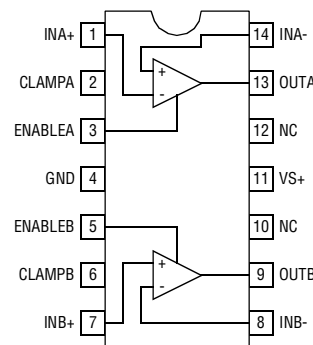 INA+ 1 14 INA-
CLAMPA 2 + - 13 OUTA
ENABLEA 3 12 NC
GND 4 11 VS+
ENABLEB 5 10 NC
CLAMPB 6 + - 9 OUTB
INB+ 7 8 INB-